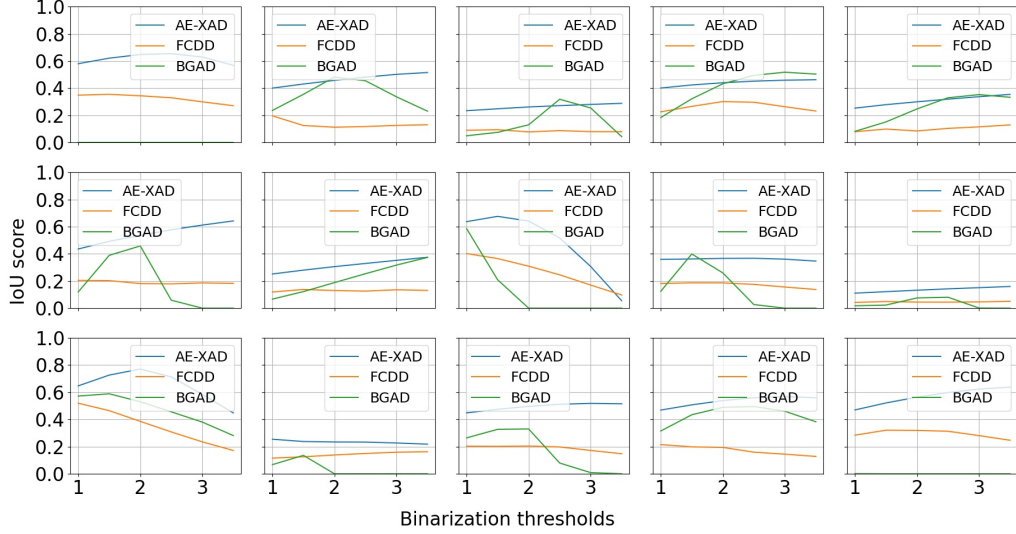 1.0
0.8
0.6
0.4
0.2
0.0
AE-XAD
FCDD
BGAD
AE-XAD
FCDD
BGAD
AE-XAD
FCDD
BGAD
AE-XAD
FCDD
BGAD
AE-XAD
FCDD
BGAD
IoU score
1.0
0.8
0.6
0.4
0.2
0.0
AE-XAD
FCDD
BGAD
AE-XAD
FCDD
BGAD
AE-XAD
FCDD
BGAD
AE-XAD
FCDD
BGAD
AE-XAD
FCDD
BGAD
1.0
0.8
0.6
0.4
0.2
0.0
AE-XAD
FCDD
BGAD
AE-XAD
FCDD
BGAD
AE-XAD
FCDD
BGAD
AE-XAD
FCDD
BGAD
AE-XAD
FCDD
BGAD
1 2 3
1 2 3
1 2 3
1 2 3
1 2 3
Binarization thresholds